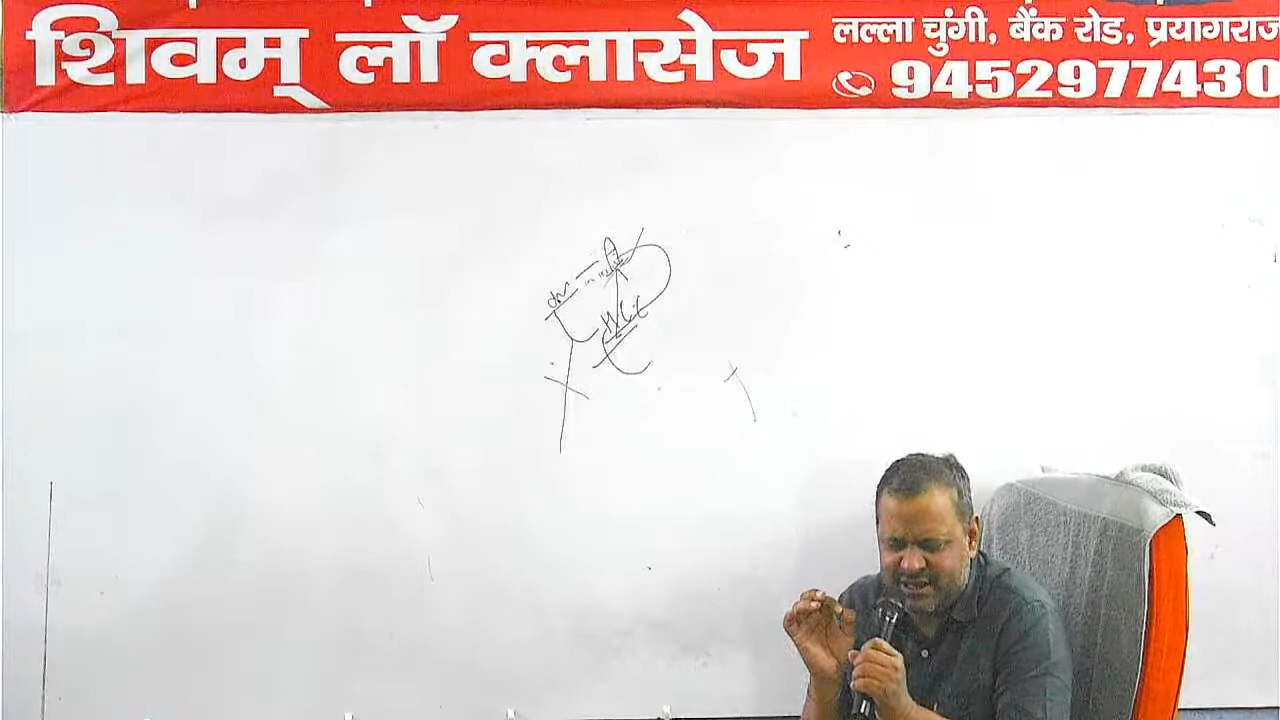 शिवम् लॉ क्लासेज
लल्ला चुंगी, बैंक रोड, प्रयागराज
9452977430